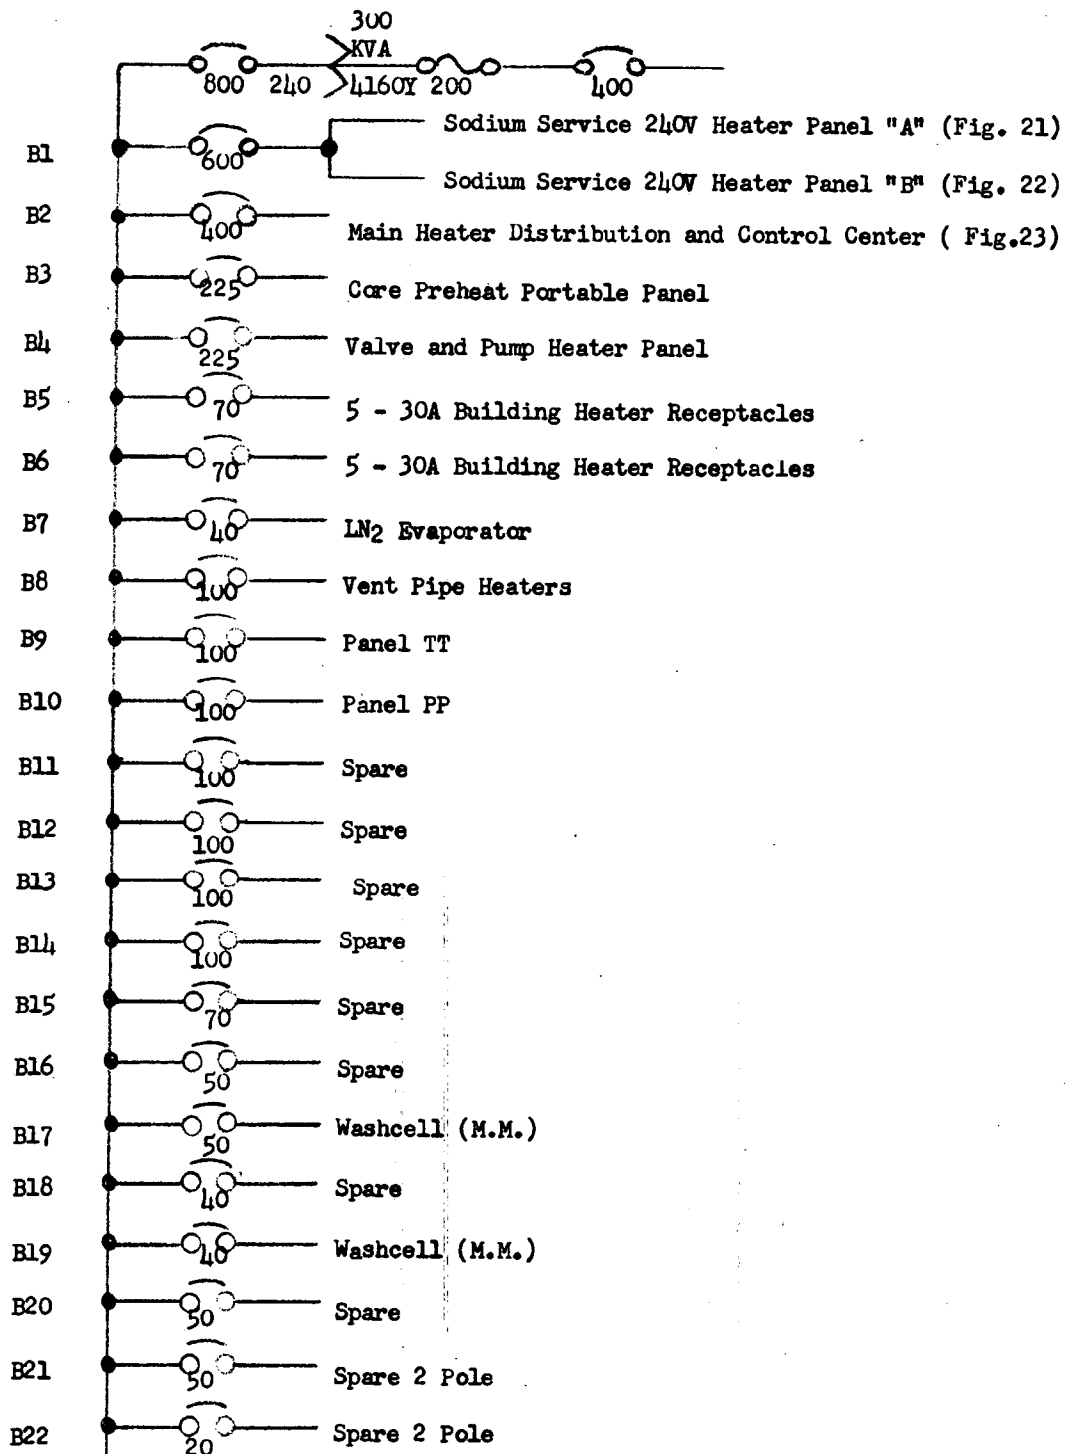 300
KVA
800 240 4160Y 200 400
Sodium Service 240V Heater Panel "A" (Fig. 21)
B1 600
Sodium Service 240V Heater Panel "B" (Fig. 22)
B2 400 Main Heater Distribution and Control Center ( Fig.23)
B3 225 Core Preheat Portable Panel
B4 225 Valve and Pump Heater Panel
B5 70 5 - 30A Building Heater Receptacles
B6 70 5 - 30A Building Heater Receptacles
B7 40 LN2 Evaporator
B8 100 Vent Pipe Heaters
B9 100 Panel TT
B10 100 Panel PP
B11 100 Spare
B12 100 Spare
B13 100 Spare
B14 100 Spare
B15 70 Spare
B16 50 Spare
B17 50 Washcell (M.M.)
B18 40 Spare
B19 40 Washcell (M.M.)
B20 50 Spare
B21 50 Spare 2 Pole
B22 20 Spare 2 Pole